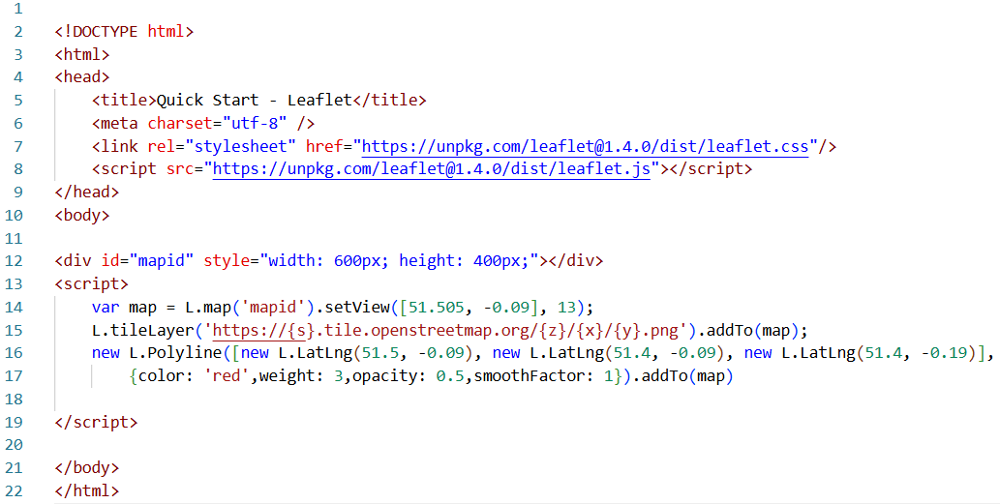 1
2 <!DOCTYPE html>
3 <html>
4 <head>
5     <title>Quick Start - Leaflet</title>
6     <meta charset="utf-8" />
7     <link rel="stylesheet" href="https://unpkg.com/leaflet@1.4.0/dist/leaflet.css"/>
8     <script src="https://unpkg.com/leaflet@1.4.0/dist/leaflet.js"></script>
9 </head>
10 <body>
11
12 <div id="mapid" style="width: 600px; height: 400px;"></div>
13 <script>
14     var map = L.map('mapid').setView([51.505, -0.09], 13);
15     L.tileLayer('https://{s}.tile.openstreetmap.org/{z}/{x}/{y}.png').addTo(map);
16     new L.Polyline([new L.LatLng(51.5, -0.09), new L.LatLng(51.4, -0.09), new L.LatLng(51.4, -0.19)],
17         {color: 'red',weight: 3,opacity: 0.5,smoothFactor: 1}).addTo(map)
18
19 </script>
20
21 </body>
22 </html>